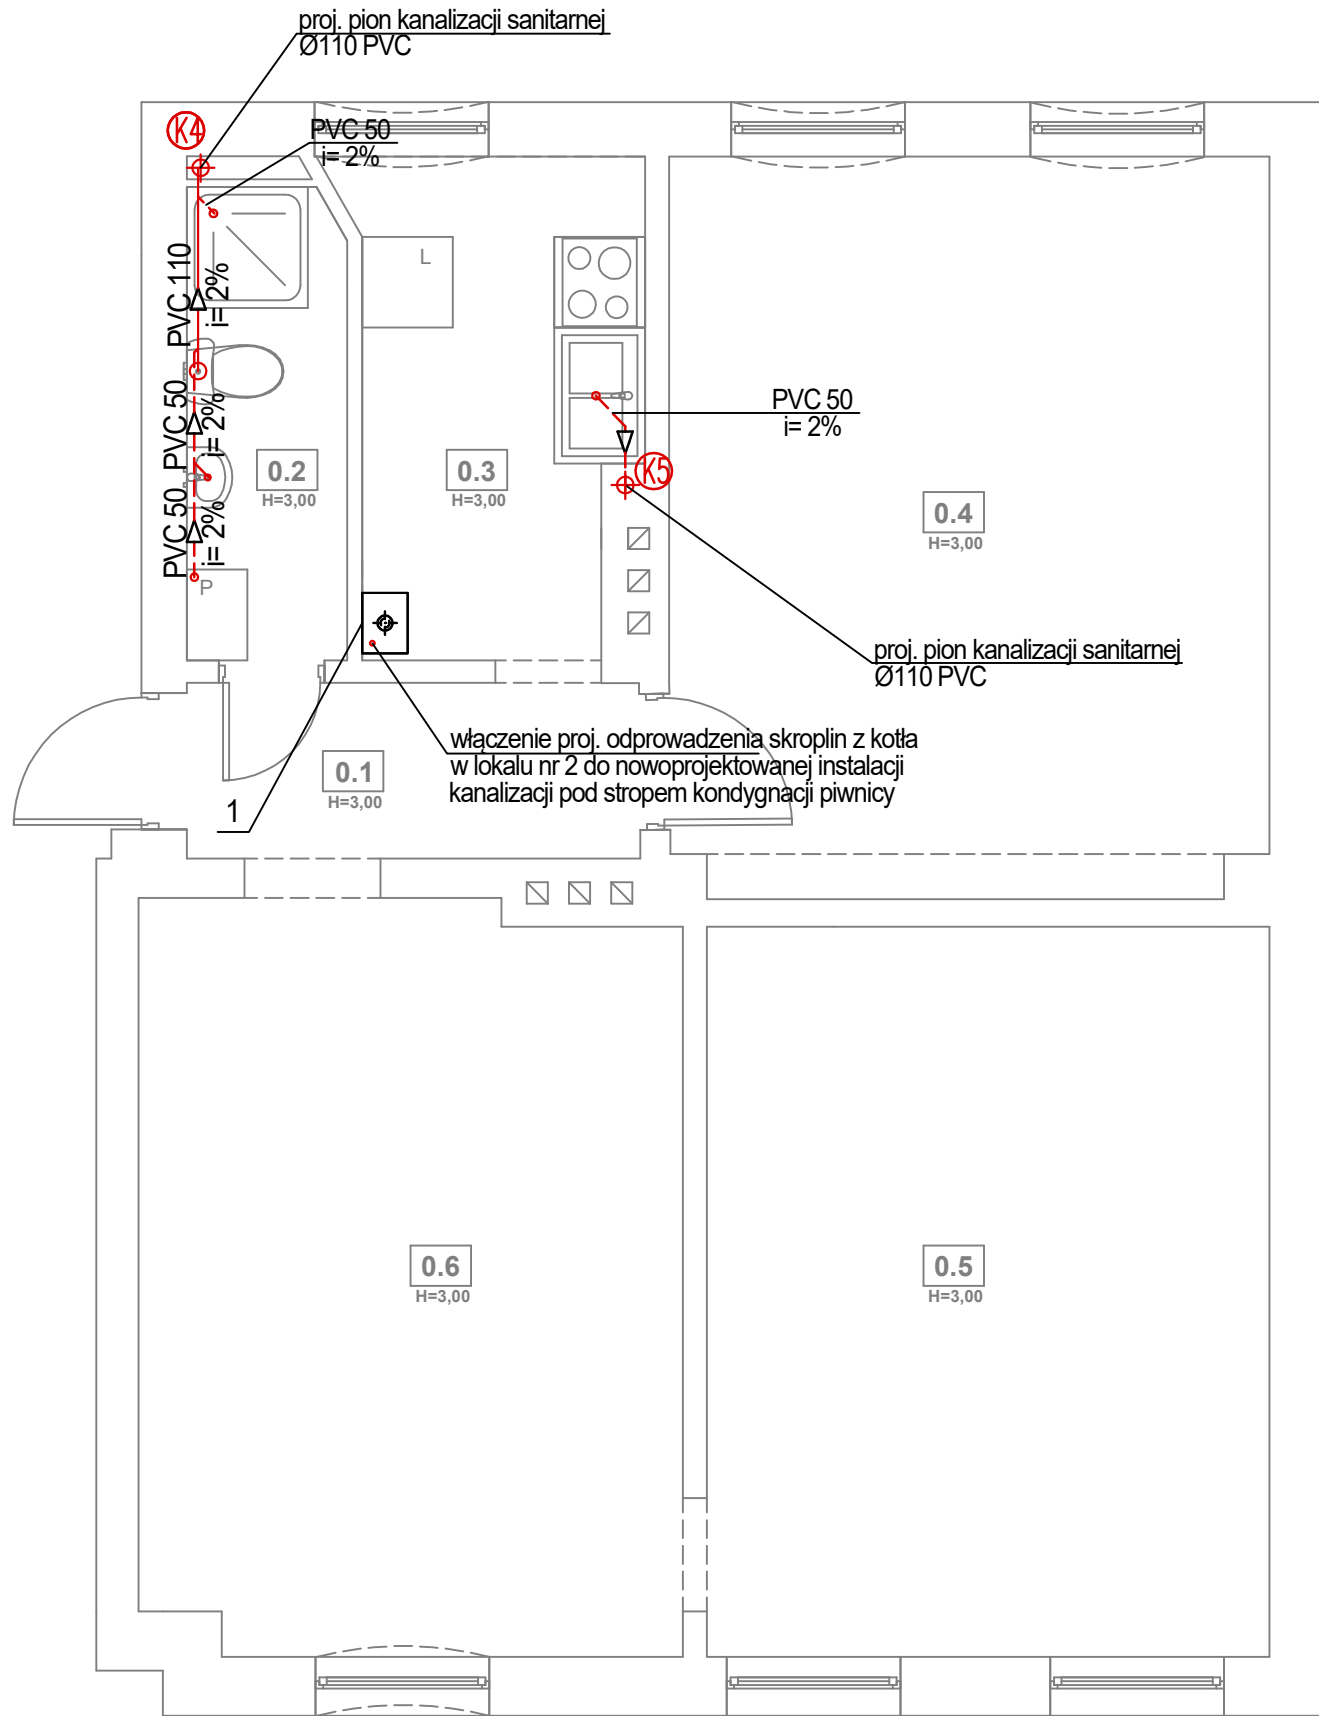 proj. pion kanalizacji sanitarnej
Ø110 PVC
K4
PVC 50
i= 2%
PVC 110
i= 2%
L
PVC 50
i= 2%
PVC 50
i= 2%
PVC 50
i= 2%
K5
0.2
H=3,00
0.3
H=3,00
0.4
H=3,00
P
proj. pion kanalizacji sanitarnej
Ø110 PVC
włączenie proj. odprowadzenia skroplin z kotła
w lokalu nr 2 do nowoprojektowanej instalacji
kanalizacji pod stropem kondygnacji piwnicy
0.1
H=3,00
1
0.6
H=3,00
0.5
H=3,00